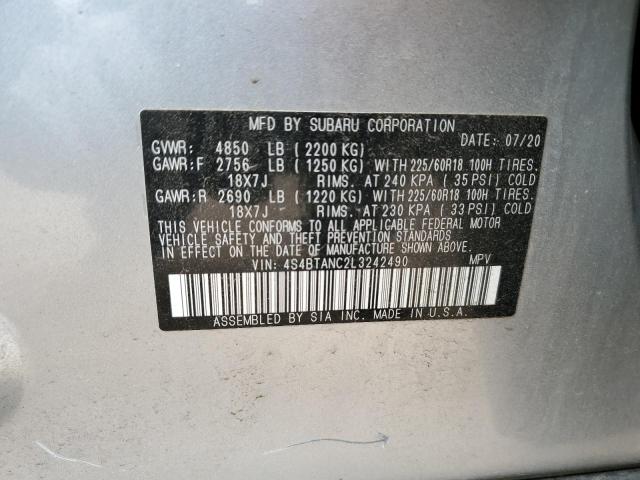 MFD BY SUBARU CORPORATION
DATE: 07/20
GVWR: 4850 LB (2200 KG)
GAWR:F 2756 LB (1250 KG) WITH 225/60R18 100H TIRES.
18X7J RIMS. AT 240 KPA (35 PSI) COLD
GAWR:R 2690 LB (1220 KG) WITH 225/60R18 100H TIRES.
18X7J RIMS. AT 230 KPA (33 PSI) COLD
THIS VEHICLE CONFORMS TO ALL APPLICABLE FEDERAL MOTOR
VEHICLE SAFETY AND THEFT PREVENTION STANDARDS
IN EFFECT ON THE DATE OF MANUFACTURE SHOWN ABOVE.
VIN: 4S4BTANC2L3242490 MPV
ASSEMBLED BY SIA INC. MADE IN U.S.A.